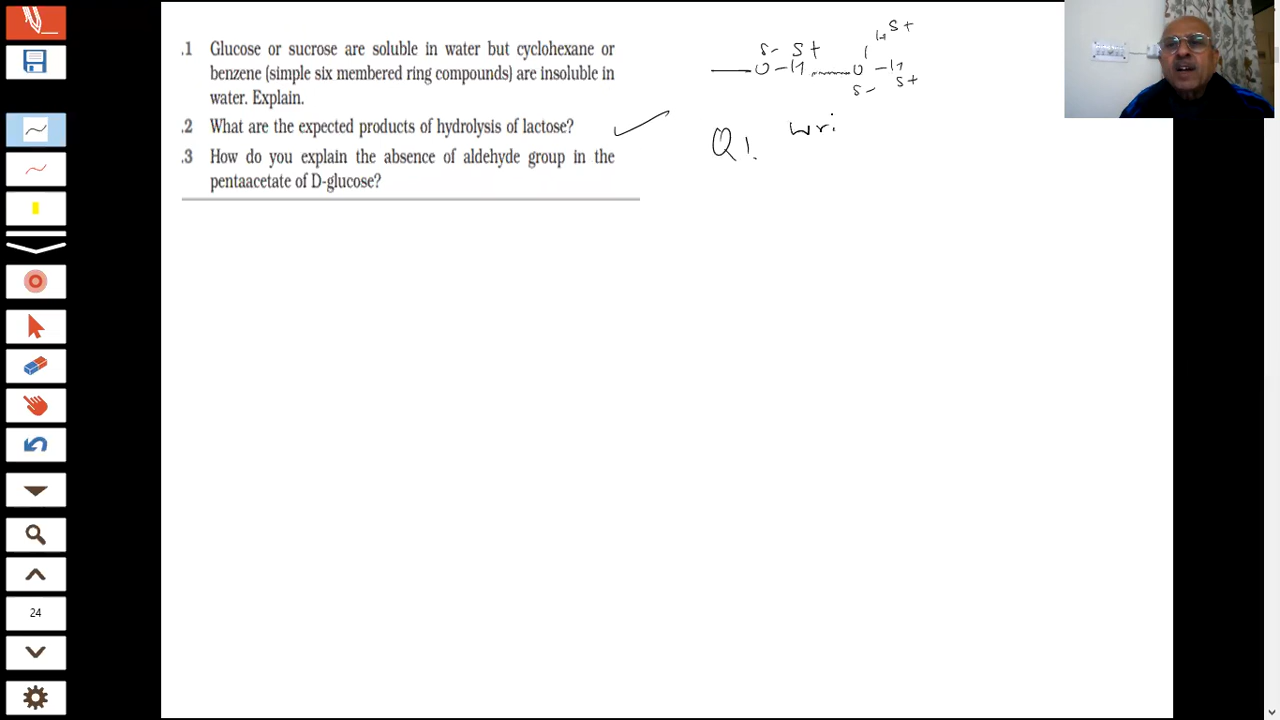 .1 Glucose or sucrose are soluble in water but cyclohexane or
benzene (simple six membered ring compounds) are insoluble in
water. Explain.
.2 What are the expected products of hydrolysis of lactose?
.3 How do you explain the absence of aldehyde group in the
pentaacetate of D-glucose?
H δ+
δ- δ+
O-H O-H
δ- δ+
Q1. wri
24